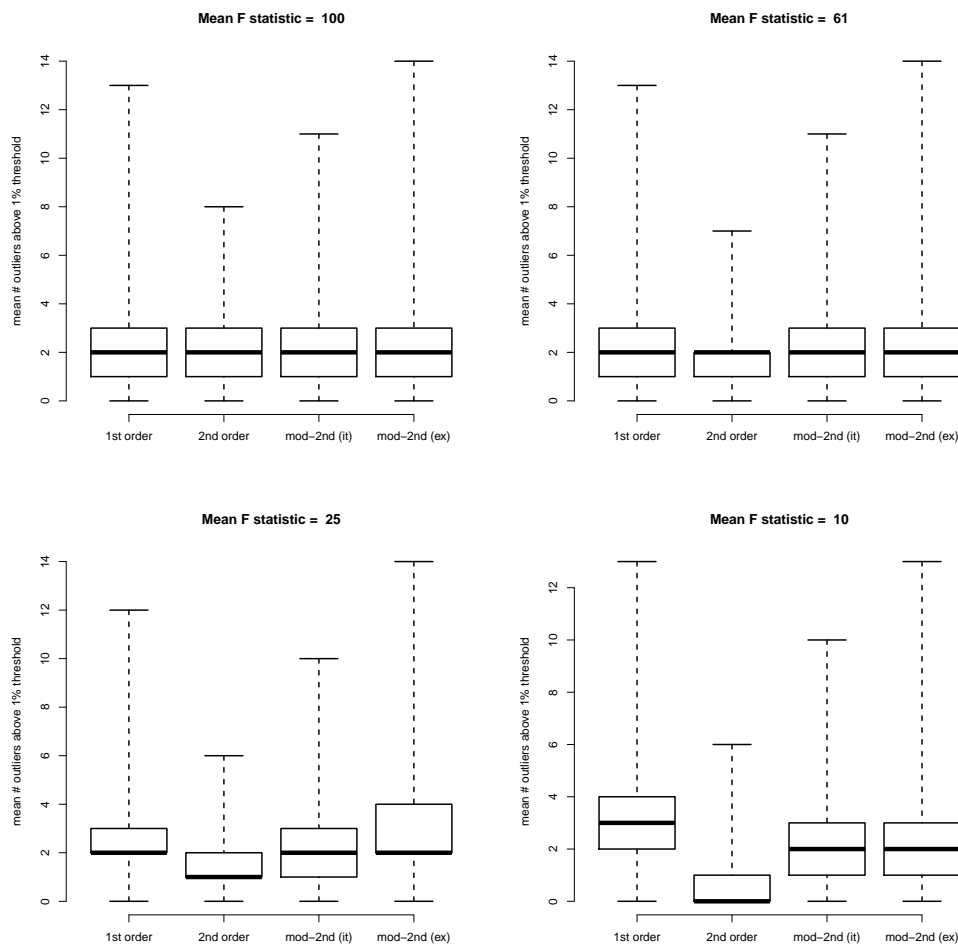 Mean F statistic = 100
mean # outliers above 1% threshold
14
12
10
8
6
4
2
0
1st order
2nd order
mod-2nd (it)
mod-2nd (ex)
Mean F statistic = 61
mean # outliers above 1% threshold
14
12
10
8
6
4
2
0
1st order
2nd order
mod-2nd (it)
mod-2nd (ex)
Mean F statistic = 25
mean # outliers above 1% threshold
14
12
10
8
6
4
2
0
1st order
2nd order
mod-2nd (it)
mod-2nd (ex)
Mean F statistic = 10
mean # outliers above 1% threshold
12
10
8
6
4
2
0
1st order
2nd order
mod-2nd (it)
mod-2nd (ex)